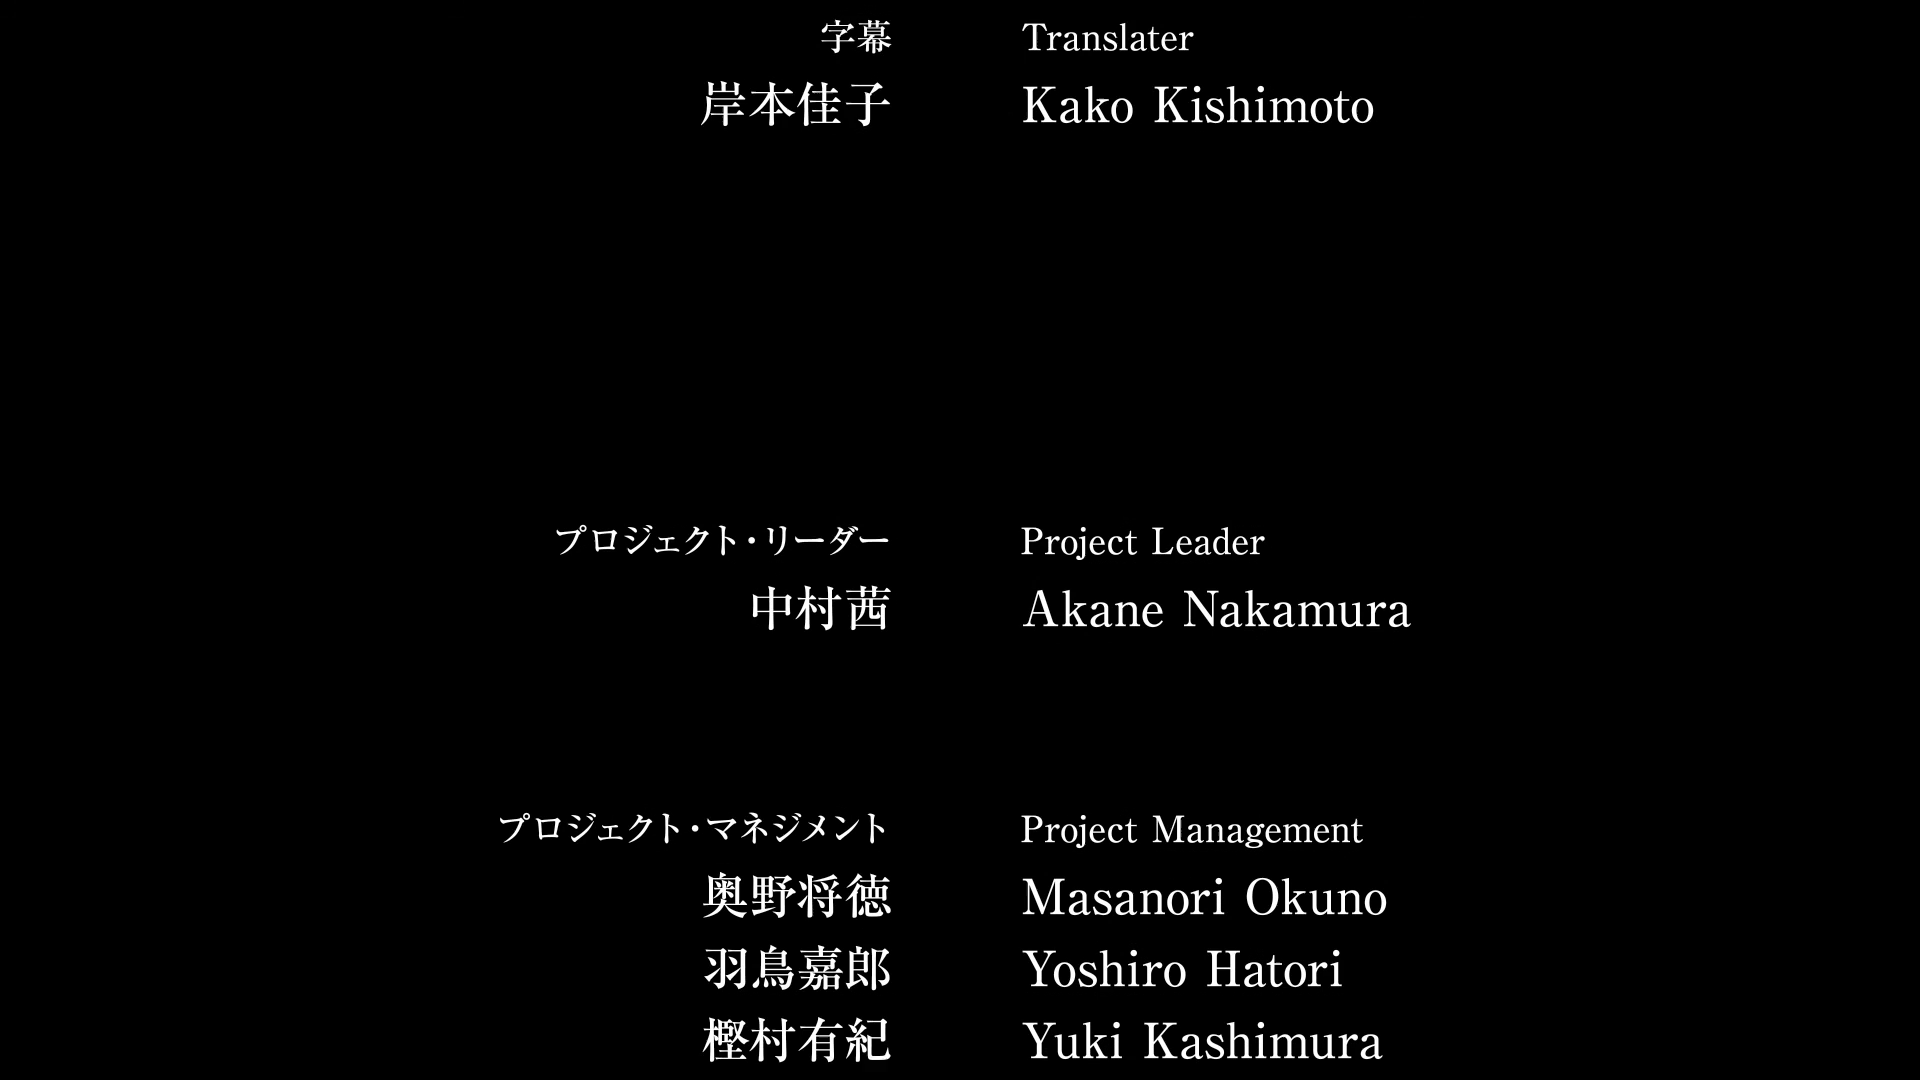 字幕 Translater
岸本佳子 Kako Kishimoto
プロジェクト・リーダー Project Leader
中村茜 Akane Nakamura
プロジェクト・マネジメント Project Management
奥野将徳 Masanori Okuno
羽鳥嘉郎 Yoshiro Hatori
樫村有紀 Yuki Kashimura